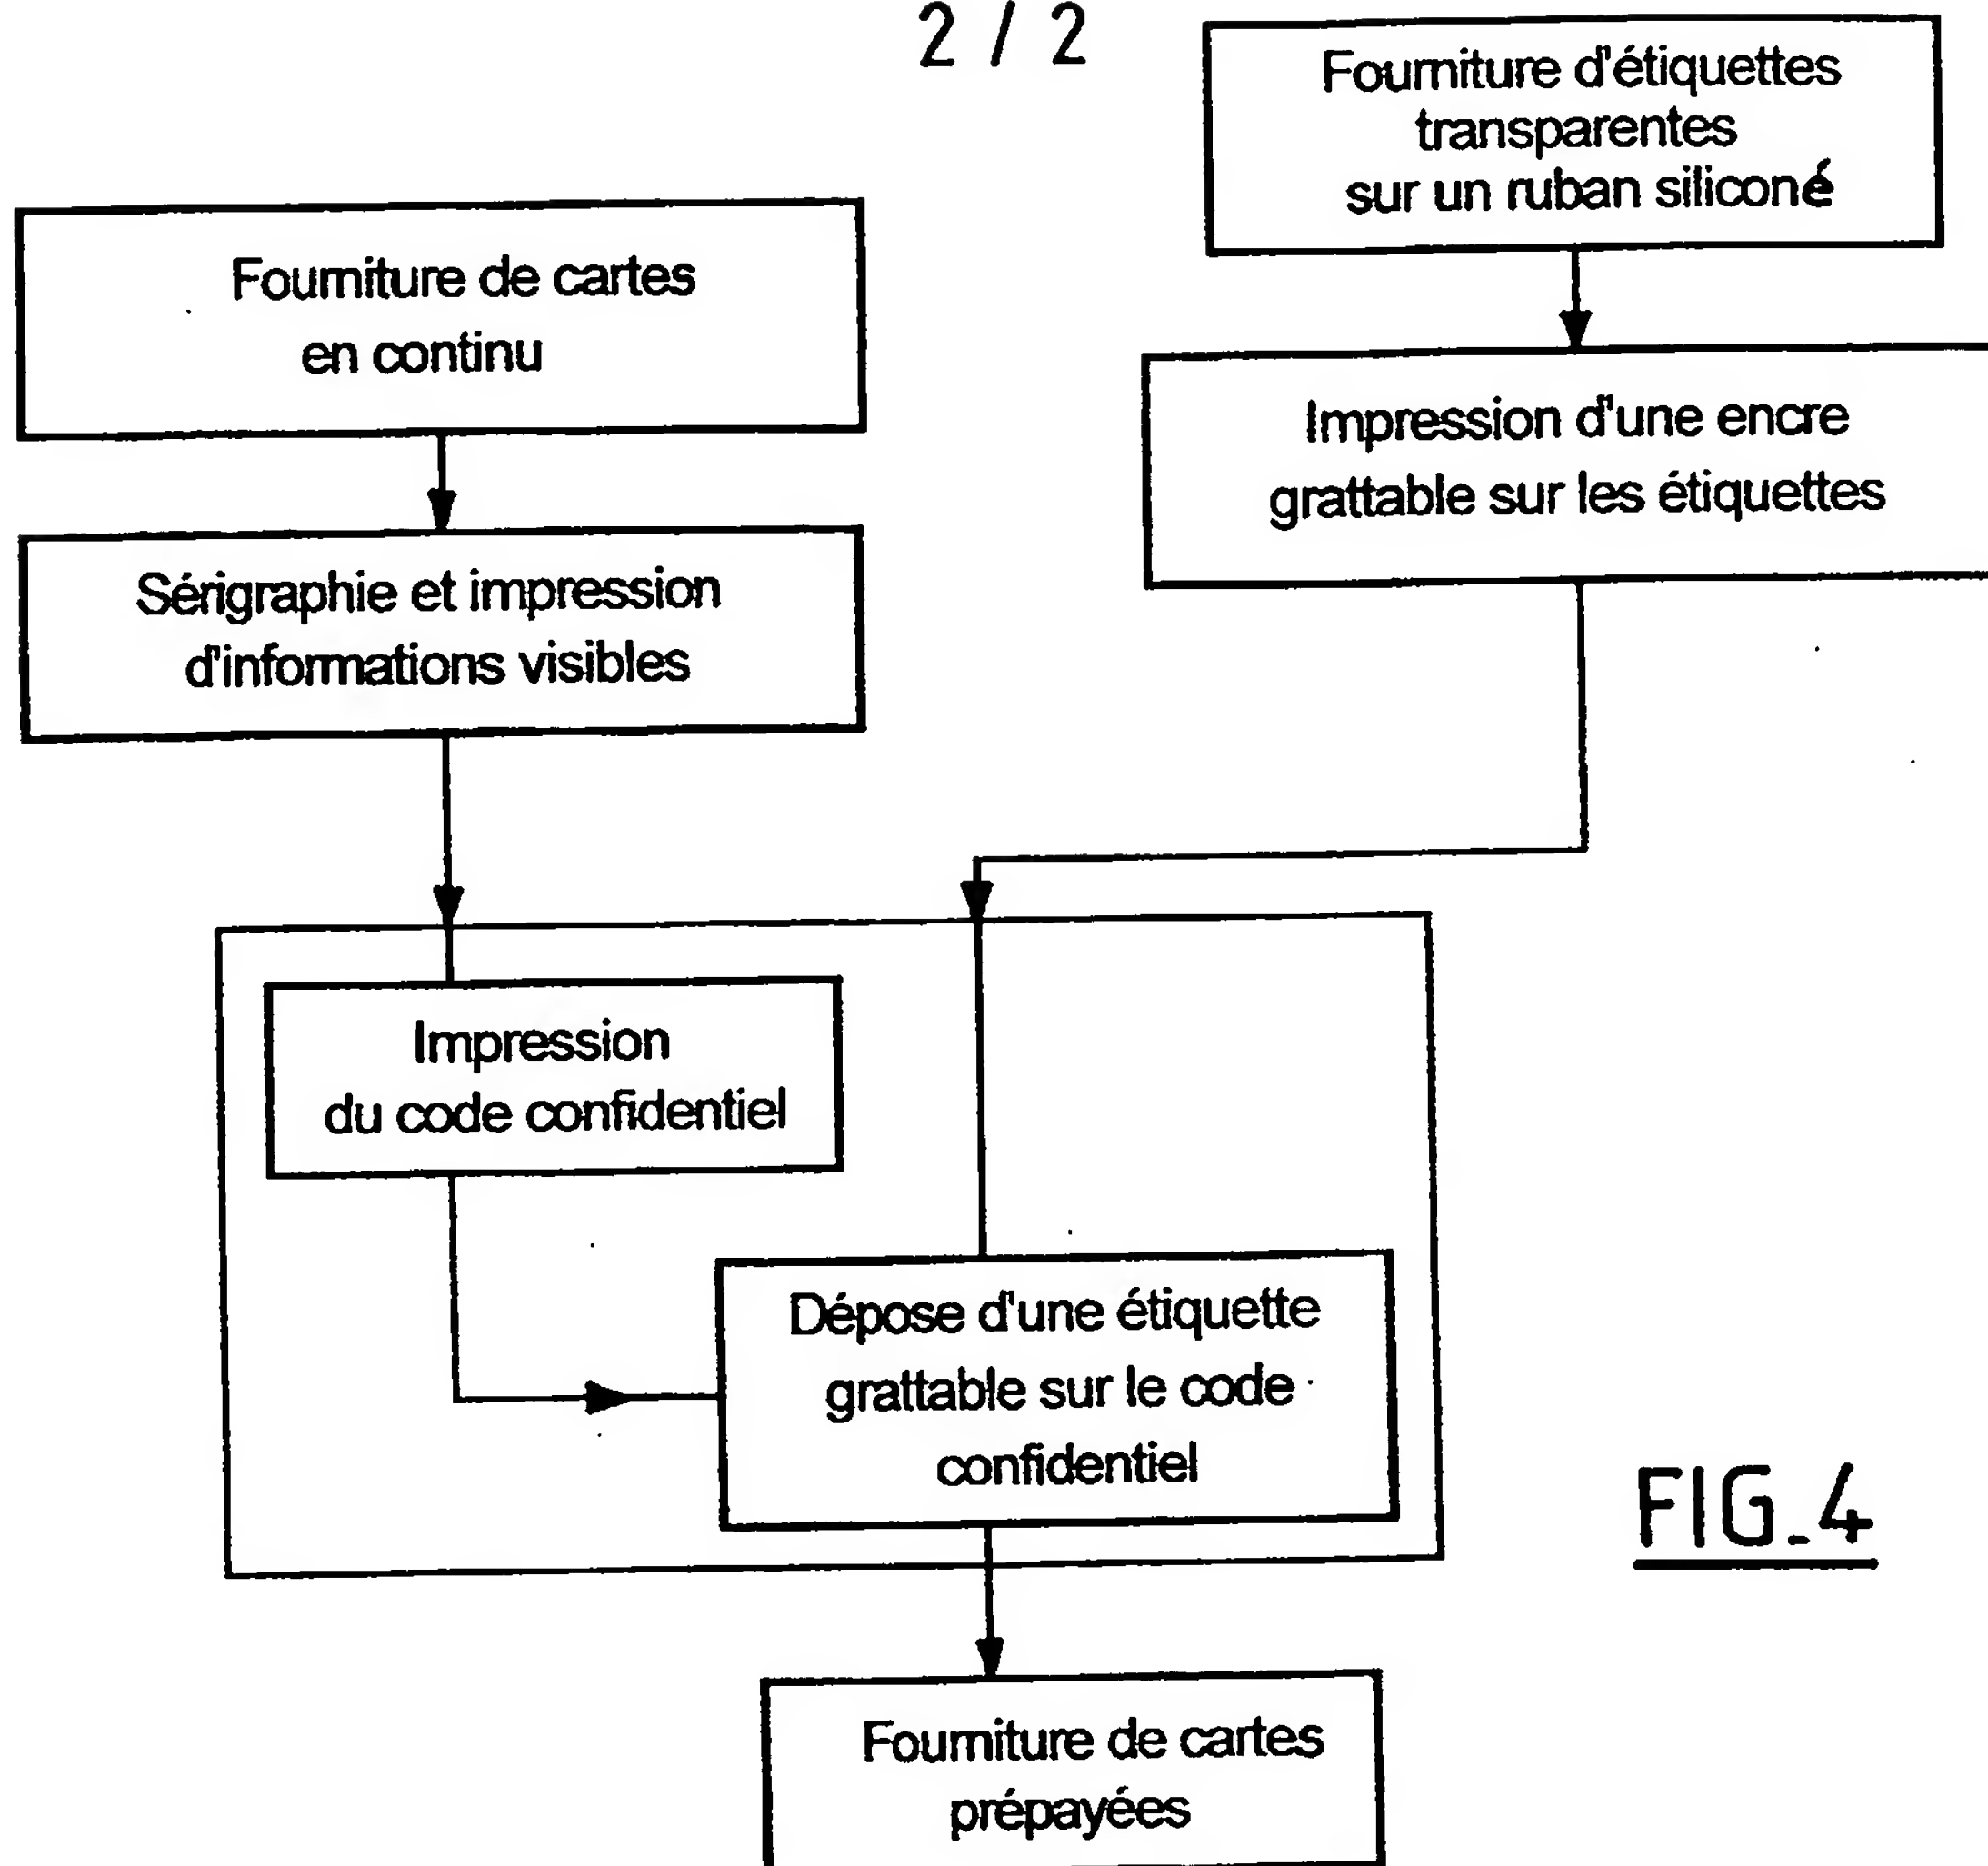 2 / 2
Fourniture d'étiquettes
transparentes
sur un ruban siliconé
Fourniture de cartes
en continu
Impression d'une encre
grattable sur les étiquettes
Sérigraphie et impression
d'informations visibles
Impression
du code confidentiel
Dépose d'une étiquette
grattable sur le code
confidentiel
FIG_4
Fourniture de cartes
prépayées